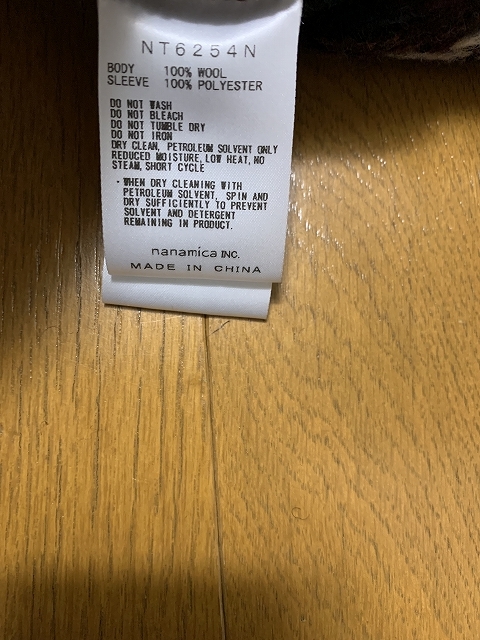 NT6254N
BODY 100% WOOL
SLEEVE 100% POLYESTER
DO NOT WASH
DO NOT BLEACH
DO NOT TUMBLE DRY
DO NOT IRON
DRY CLEAN, PETROLEUM SOLVENT ONLY
REDUCED MOISTURE, LOW HEAT, NO
STEAM, SHORT CYCLE
・WHEN DRY CLEANING WITH
PETROLEUM SOLVENT, SPIN AND
DRY SUFFICIENTLY TO PREVENT
SOLVENT AND DETERGENT
REMAINING IN PRODUCT.
nanamica INC.
MADE IN CHINA